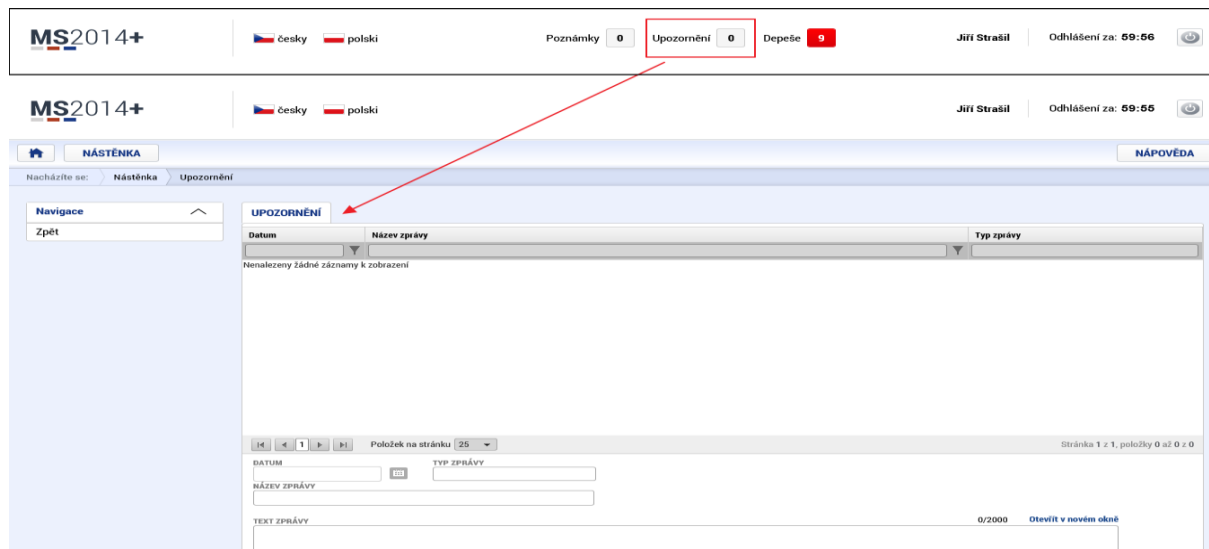 MS2014+ česky polski Poznámky 0 Upozornění 0 Depeše 9 Jiří Strašil Odhlášení za: 59:56
MS2014+ česky polski Jiří Strašil Odhlášení za: 59:55
NÁSTĚNKA NÁPOVĚDA
Nacházíte se: Nástěnka Upozornění
Navigace
Zpět
UPOZORNĚNÍ
Datum Název zprávy Typ zprávy
Nenalezeny žádné záznamy k zobrazení
1 Položek na stránku 25 Stránka 1 z 1, položky 0 až 0 z 0
DATUM TYP ZPRÁVY
NÁZEV ZPRÁVY
TEXT ZPRÁVY 0/2000 Otevřít v novém okně